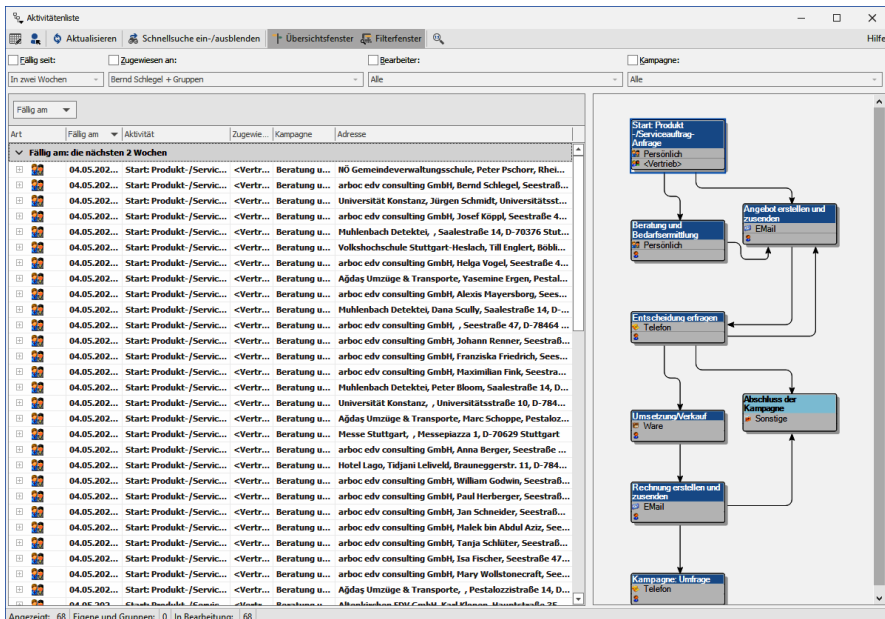 Aktivitätenliste
Aktualisieren Schnellsuche ein-/ausblenden Übersichtsfenster Filterfenster Hilfe
Fällig seit: Zugewiesen an: Bearbeiter: Kampagne:
In zwei Wochen Bernd Schlegel + Gruppen Alle Alle
Fällig am
Art Fällig am Aktivität Zugewie... Kampagne Adresse
Fällig am: die nächsten 2 Wochen
04.05.202... Start: Produkt-/Servic... <Vertr... Beratung u... NÖ Gemeindeverwaltungsschule, Peter Pschorr, Rhei...
04.05.202... Start: Produkt-/Servic... <Vertr... Beratung u... arboc edv consulting GmbH, Bernd Schlegel, Seestraß...
04.05.202... Start: Produkt-/Servic... <Vertr... Beratung u... Universität Konstanz, Jürgen Schmidt, Universitätsst...
04.05.202... Start: Produkt-/Servic... <Vertr... Beratung u... arboc edv consulting GmbH, Josef Köppl, Seestraße 4...
04.05.202... Start: Produkt-/Servic... <Vertr... Beratung u... Muhlenbach Detektei, , Saalestraße 14, D-70376 Stut...
04.05.202... Start: Produkt-/Servic... <Vertr... Beratung u... Volkshochschule Stuttgart-Heslach, Till Englert, Böbli...
04.05.202... Start: Produkt-/Servic... <Vertr... Beratung u... arboc edv consulting GmbH, Helga Vogel, Seestraße 4...
04.05.202... Start: Produkt-/Servic... <Vertr... Beratung u... Ağdaş Umzüge & Transporte, Yasemine Ergen, Pestal...
04.05.202... Start: Produkt-/Servic... <Vertr... Beratung u... arboc edv consulting GmbH, Alexis Mayersborg, Sees...
04.05.202... Start: Produkt-/Servic... <Vertr... Beratung u... Muhlenbach Detektei, Dana Scully, Saalestraße 14, D-...
04.05.202... Start: Produkt-/Servic... <Vertr... Beratung u... arboc edv consulting GmbH, , Seestraße 47, D-78464 ...
04.05.202... Start: Produkt-/Servic... <Vertr... Beratung u... arboc edv consulting GmbH, Johann Renner, Seestraß...
04.05.202... Start: Produkt-/Servic... <Vertr... Beratung u... arboc edv consulting GmbH, Franziska Friedrich, Sees...
04.05.202... Start: Produkt-/Servic... <Vertr... Beratung u... arboc edv consulting GmbH, Maximilian Fink, Seestra...
04.05.202... Start: Produkt-/Servic... <Vertr... Beratung u... Muhlenbach Detektei, Peter Bloom, Saalestraße 14, D...
04.05.202... Start: Produkt-/Servic... <Vertr... Beratung u... Universität Konstanz, , Universitätsstraße 10, D-784...
04.05.202... Start: Produkt-/Servic... <Vertr... Beratung u... Ağdaş Umzüge & Transporte, Marc Schoppe, Pestaloz...
04.05.202... Start: Produkt-/Servic... <Vertr... Beratung u... Messe Stuttgart, , Messepiazza 1, D-70629 Stuttgart
04.05.202... Start: Produkt-/Servic... <Vertr... Beratung u... arboc edv consulting GmbH, Anna Berger, Seestraße ...
04.05.202... Start: Produkt-/Servic... <Vertr... Beratung u... Hotel Lago, Tidjani Leliveld, Brauneggerstr. 11, D-784...
04.05.202... Start: Produkt-/Servic... <Vertr... Beratung u... arboc edv consulting GmbH, William Godwin, Seestraß...
04.05.202... Start: Produkt-/Servic... <Vertr... Beratung u... arboc edv consulting GmbH, Paul Herberger, Seestraß...
04.05.202... Start: Produkt-/Servic... <Vertr... Beratung u... arboc edv consulting GmbH, Jan Schneider, Seestraß...
04.05.202... Start: Produkt-/Servic... <Vertr... Beratung u... arboc edv consulting GmbH, Malek bin Abdul Aziz, See...
04.05.202... Start: Produkt-/Servic... <Vertr... Beratung u... arboc edv consulting GmbH, Tanja Schlüter, Seestraß...
04.05.202... Start: Produkt-/Servic... <Vertr... Beratung u... arboc edv consulting GmbH, Isa Fischer, Seestraße 47...
04.05.202... Start: Produkt-/Servic... <Vertr... Beratung u... arboc edv consulting GmbH, Mary Wollstonecraft, See...
04.05.202... Start: Produkt-/Servic... <Vertr... Beratung u... Ağdaş Umzüge & Transporte, , Pestalozzistraße 14, D...
Start: Produkt
-/Serviceauftrag-
Anfrage
Persönlich
<Vertrieb>
Angebot erstellen und
zusenden
EMail
Beratung und
Bedarfsermittlung
Persönlich
Entscheidung erfragen
Telefon
Abschluss der
Kampagne
Sonstige
Umsetzung/Verkauf
Ware
Rechnung erstellen und
zusenden
EMail
Kampagne: Umfrage
Telefon
Angezeigt: 68 Eigene und Gruppen: 0 In Bearbeitung: 68